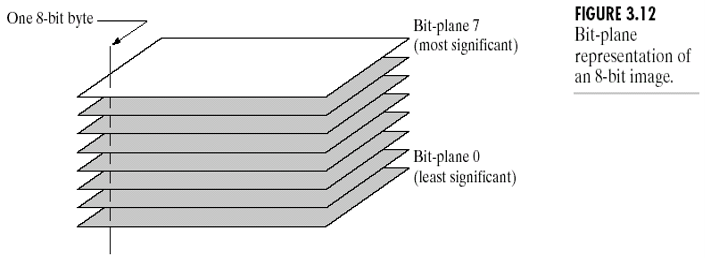 One 8-bit byte
Bit-plane 7
(most significant)
Bit-plane 0
(least significant)
FIGURE 3.12
Bit-plane
representation of
an 8-bit image.